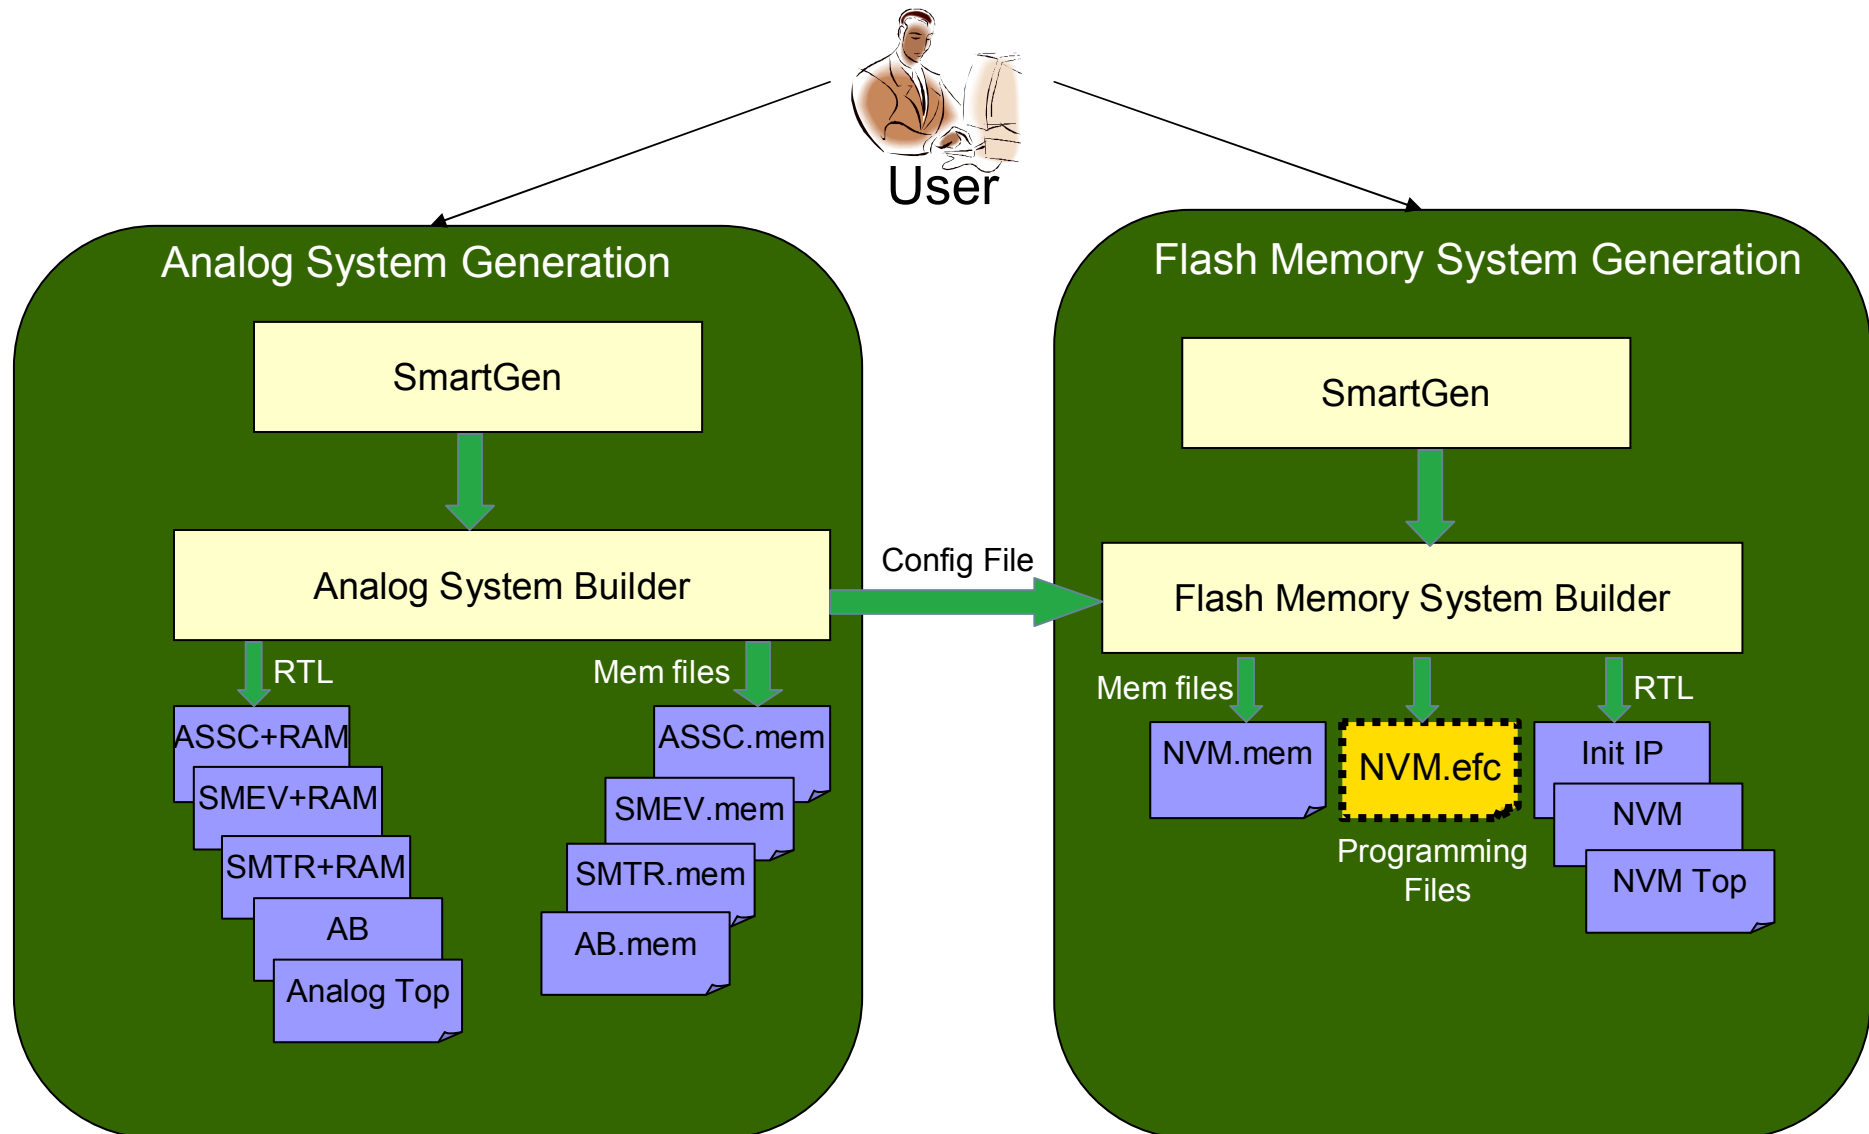 User
Analog System Generation
SmartGen
Analog System Builder
RTL
Mem files
ASSC+RAM
SMEV+RAM
SMTR+RAM
AB
Analog Top
ASSC.mem
SMEV.mem
SMTR.mem
AB.mem
Config File
Flash Memory System Generation
SmartGen
Flash Memory System Builder
Mem files
RTL
NVM.mem
NVM.efc
Programming
Files
Init IP
NVM
NVM Top